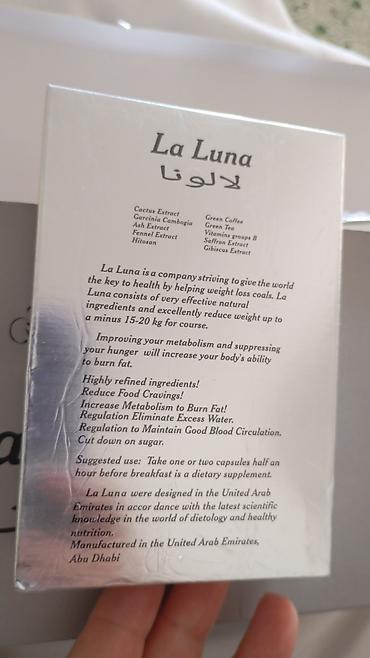 La Luna
لالونا
Cactus Extract
Garcinia Cambogia
Ash Extract
Fennel Extract
Hitosan
Green Coffee
Green Tea
Vitamins groups B
Saffron Extract
Gibiscus Extract
La Luna is a company striving to give the world
the key to health by helping weight loss coals. La
Luna consists of very effective natural
ingredients and excellently reduce weight up to
a minus 15-20 kg for course.
Improving your metabolism and suppressing
your hunger will increase your body's ability
to burn fat.
Highly refined ingredients!
Reduce Food Cravings!
Increase Metabolism to Burn Fat!
Regulation Eliminate Excess Water.
Regulation to Maintain Good Blood Circulation.
Cut down on sugar.
Suggested use: Take one or two capsules half an
hour before breakfast is a dietary supplement.
La Luna were designed in the United Arab
Emirates in accor dance with the latest scientific
knowledge in the world of dietology and healthy
nutrition.
Manufactured in the United Arab Emirates,
Abu Dhabi